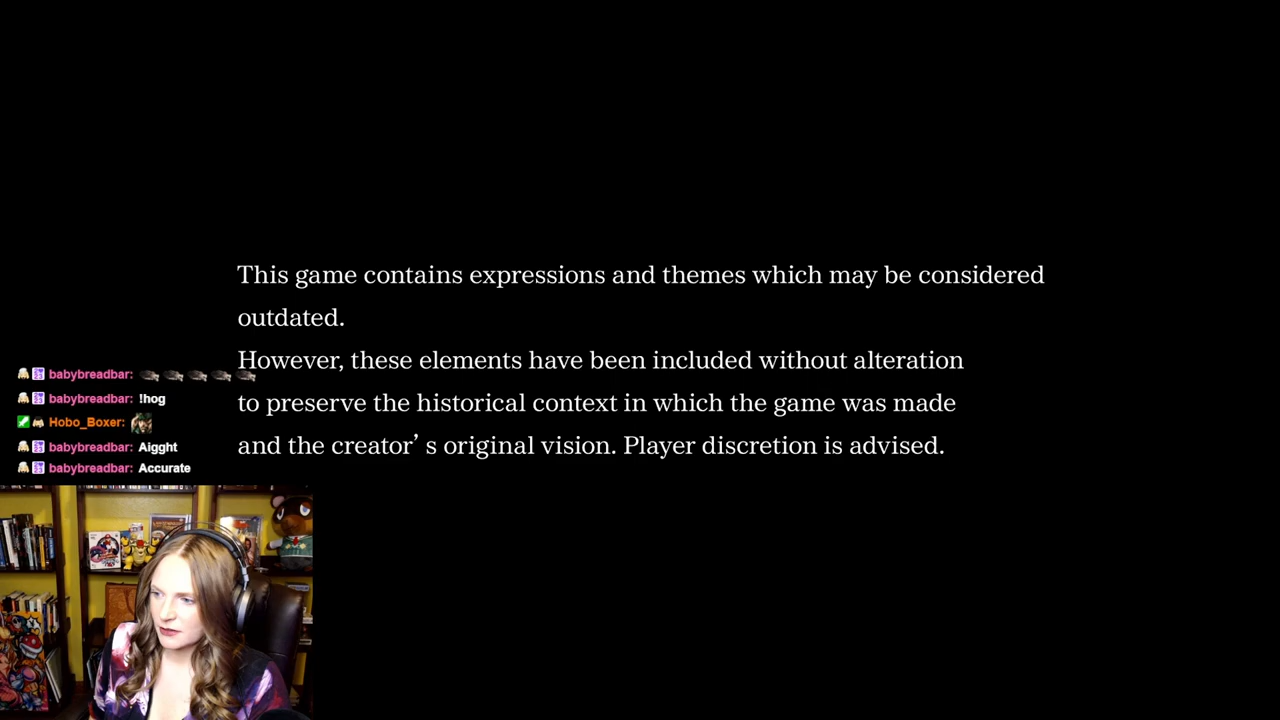 This game contains expressions and themes which may be considered
outdated.
However, these elements have been included without alteration
to preserve the historical context in which the game was made
and the creator's original vision. Player discretion is advised.
babybreadbar:
babybreadbar: !hog
Hobo_Boxer:
babybreadbar: Aigght
babybreadbar: Accurate